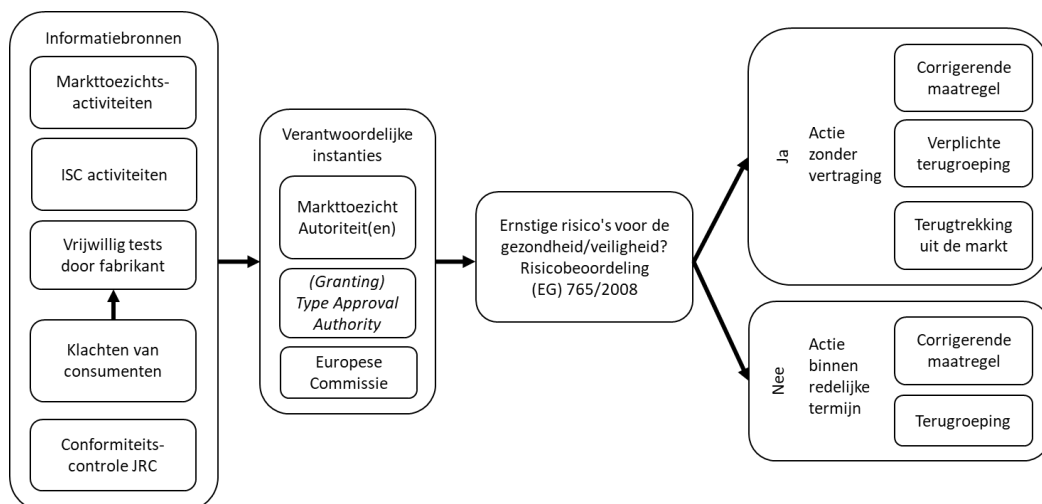 Informatiebronnen
Markttoezichts-
activiteiten
ISC activiteiten
Vrijwillig tests
door fabrikant
Klachten van
consumenten
Conformiteits-
controle JRC
Verantwoordelijke
instanties
Markttoezicht
Autoriteit(en)
(Granting)
Type Approval
Authority
Europese
Commissie
Ernstige risico's voor de
gezondheid/veiligheid?
Risicobeoordeling
(EG) 765/2008
Ja
Actie
zonder
vertraging
Corrigerende
maatregel
Verplichte
terugroeping
Terugtrekking
uit de markt
Nee
Actie
binnen
redelijke
termijn
Corrigerende
maatregel
Terugroeping